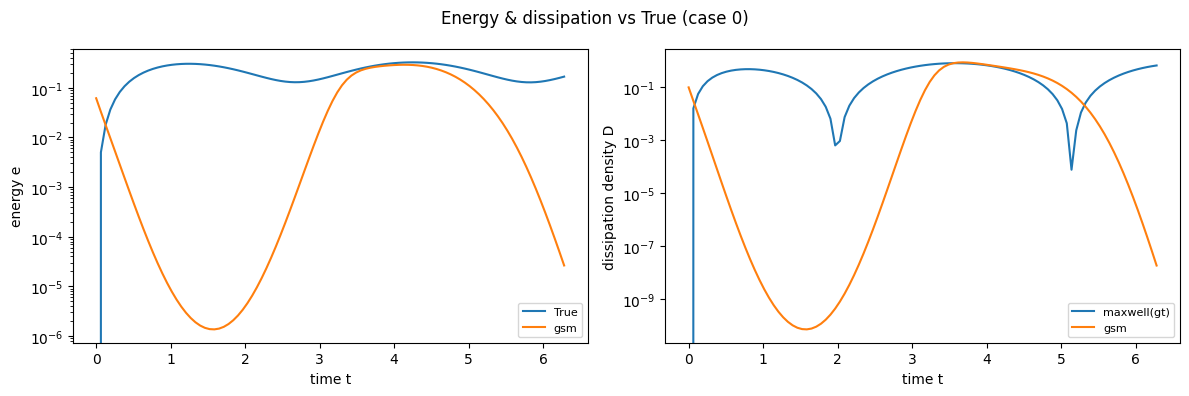 Energy & dissipation vs True (case 0)
energy e
10⁻¹
10⁻²
10⁻³
10⁻⁴
10⁻⁵
10⁻⁶
0 1 2 3 4 5 6
time t
True
gsm
dissipation density D
10⁻¹
10⁻³
10⁻⁵
10⁻⁷
10⁻⁹
0 1 2 3 4 5 6
time t
maxwell(gt)
gsm